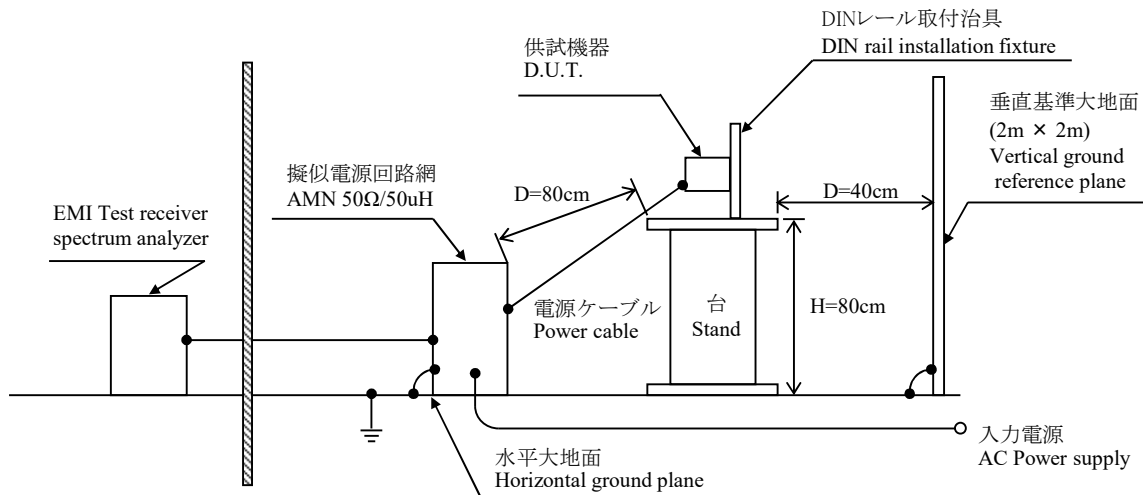 DINレール取付治具
DIN rail installation fixture
供試機器
D.U.T.
垂直基準大地面
(2m × 2m)
Vertical ground
reference plane
擬似電源回路網
AMN 50Ω/50uH
D=80cm
D=40cm
EMI Test receiver
spectrum analyzer
電源ケーブル
Power cable
台
Stand
H=80cm
水平大地面
Horizontal ground plane
入力電源
AC Power supply